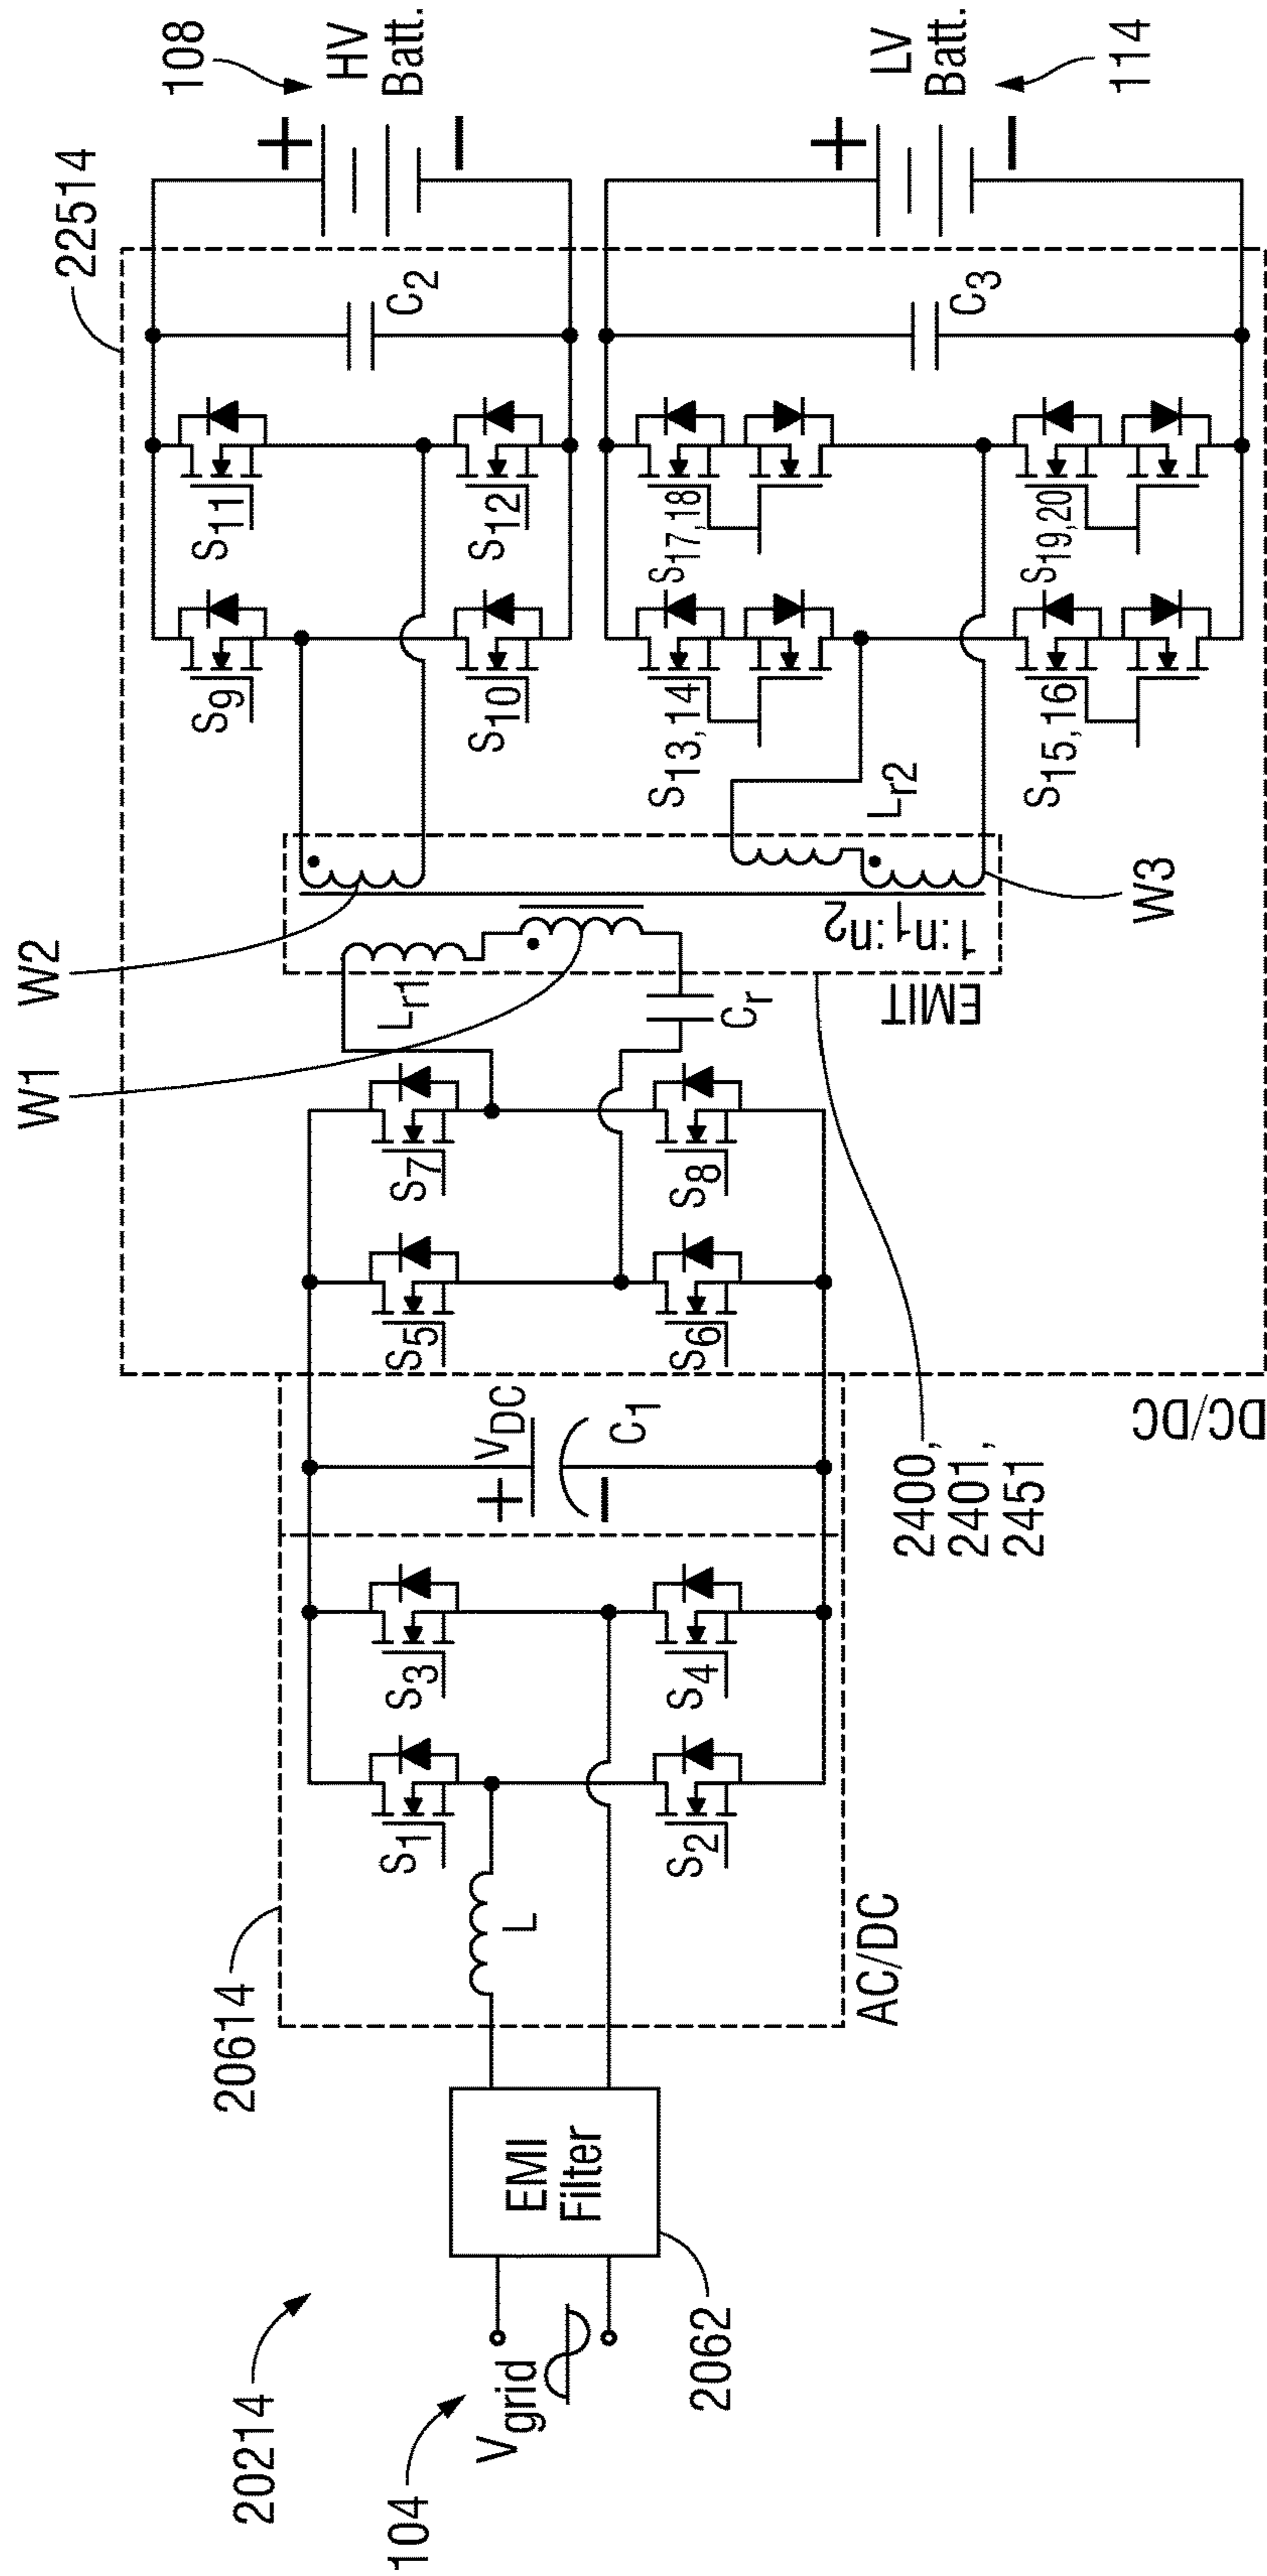 20214
104
Vgrid
EMI
Filter
2062
20614
AC/DC
L
S1
S2
S3
S4
+
VDC
−
C1
DC/DC
22514
S5
S6
S7
S8
W1
W2
Lr1
Cr
EMIT
1:n1:n2
2400,
2401,
2451
W3
Lr2
S9
S10
S11
S12
C2
S13,14
S15,16
S17,18
S19,20
C3
+
−
HV
Batt.
108
+
−
LV
Batt.
114